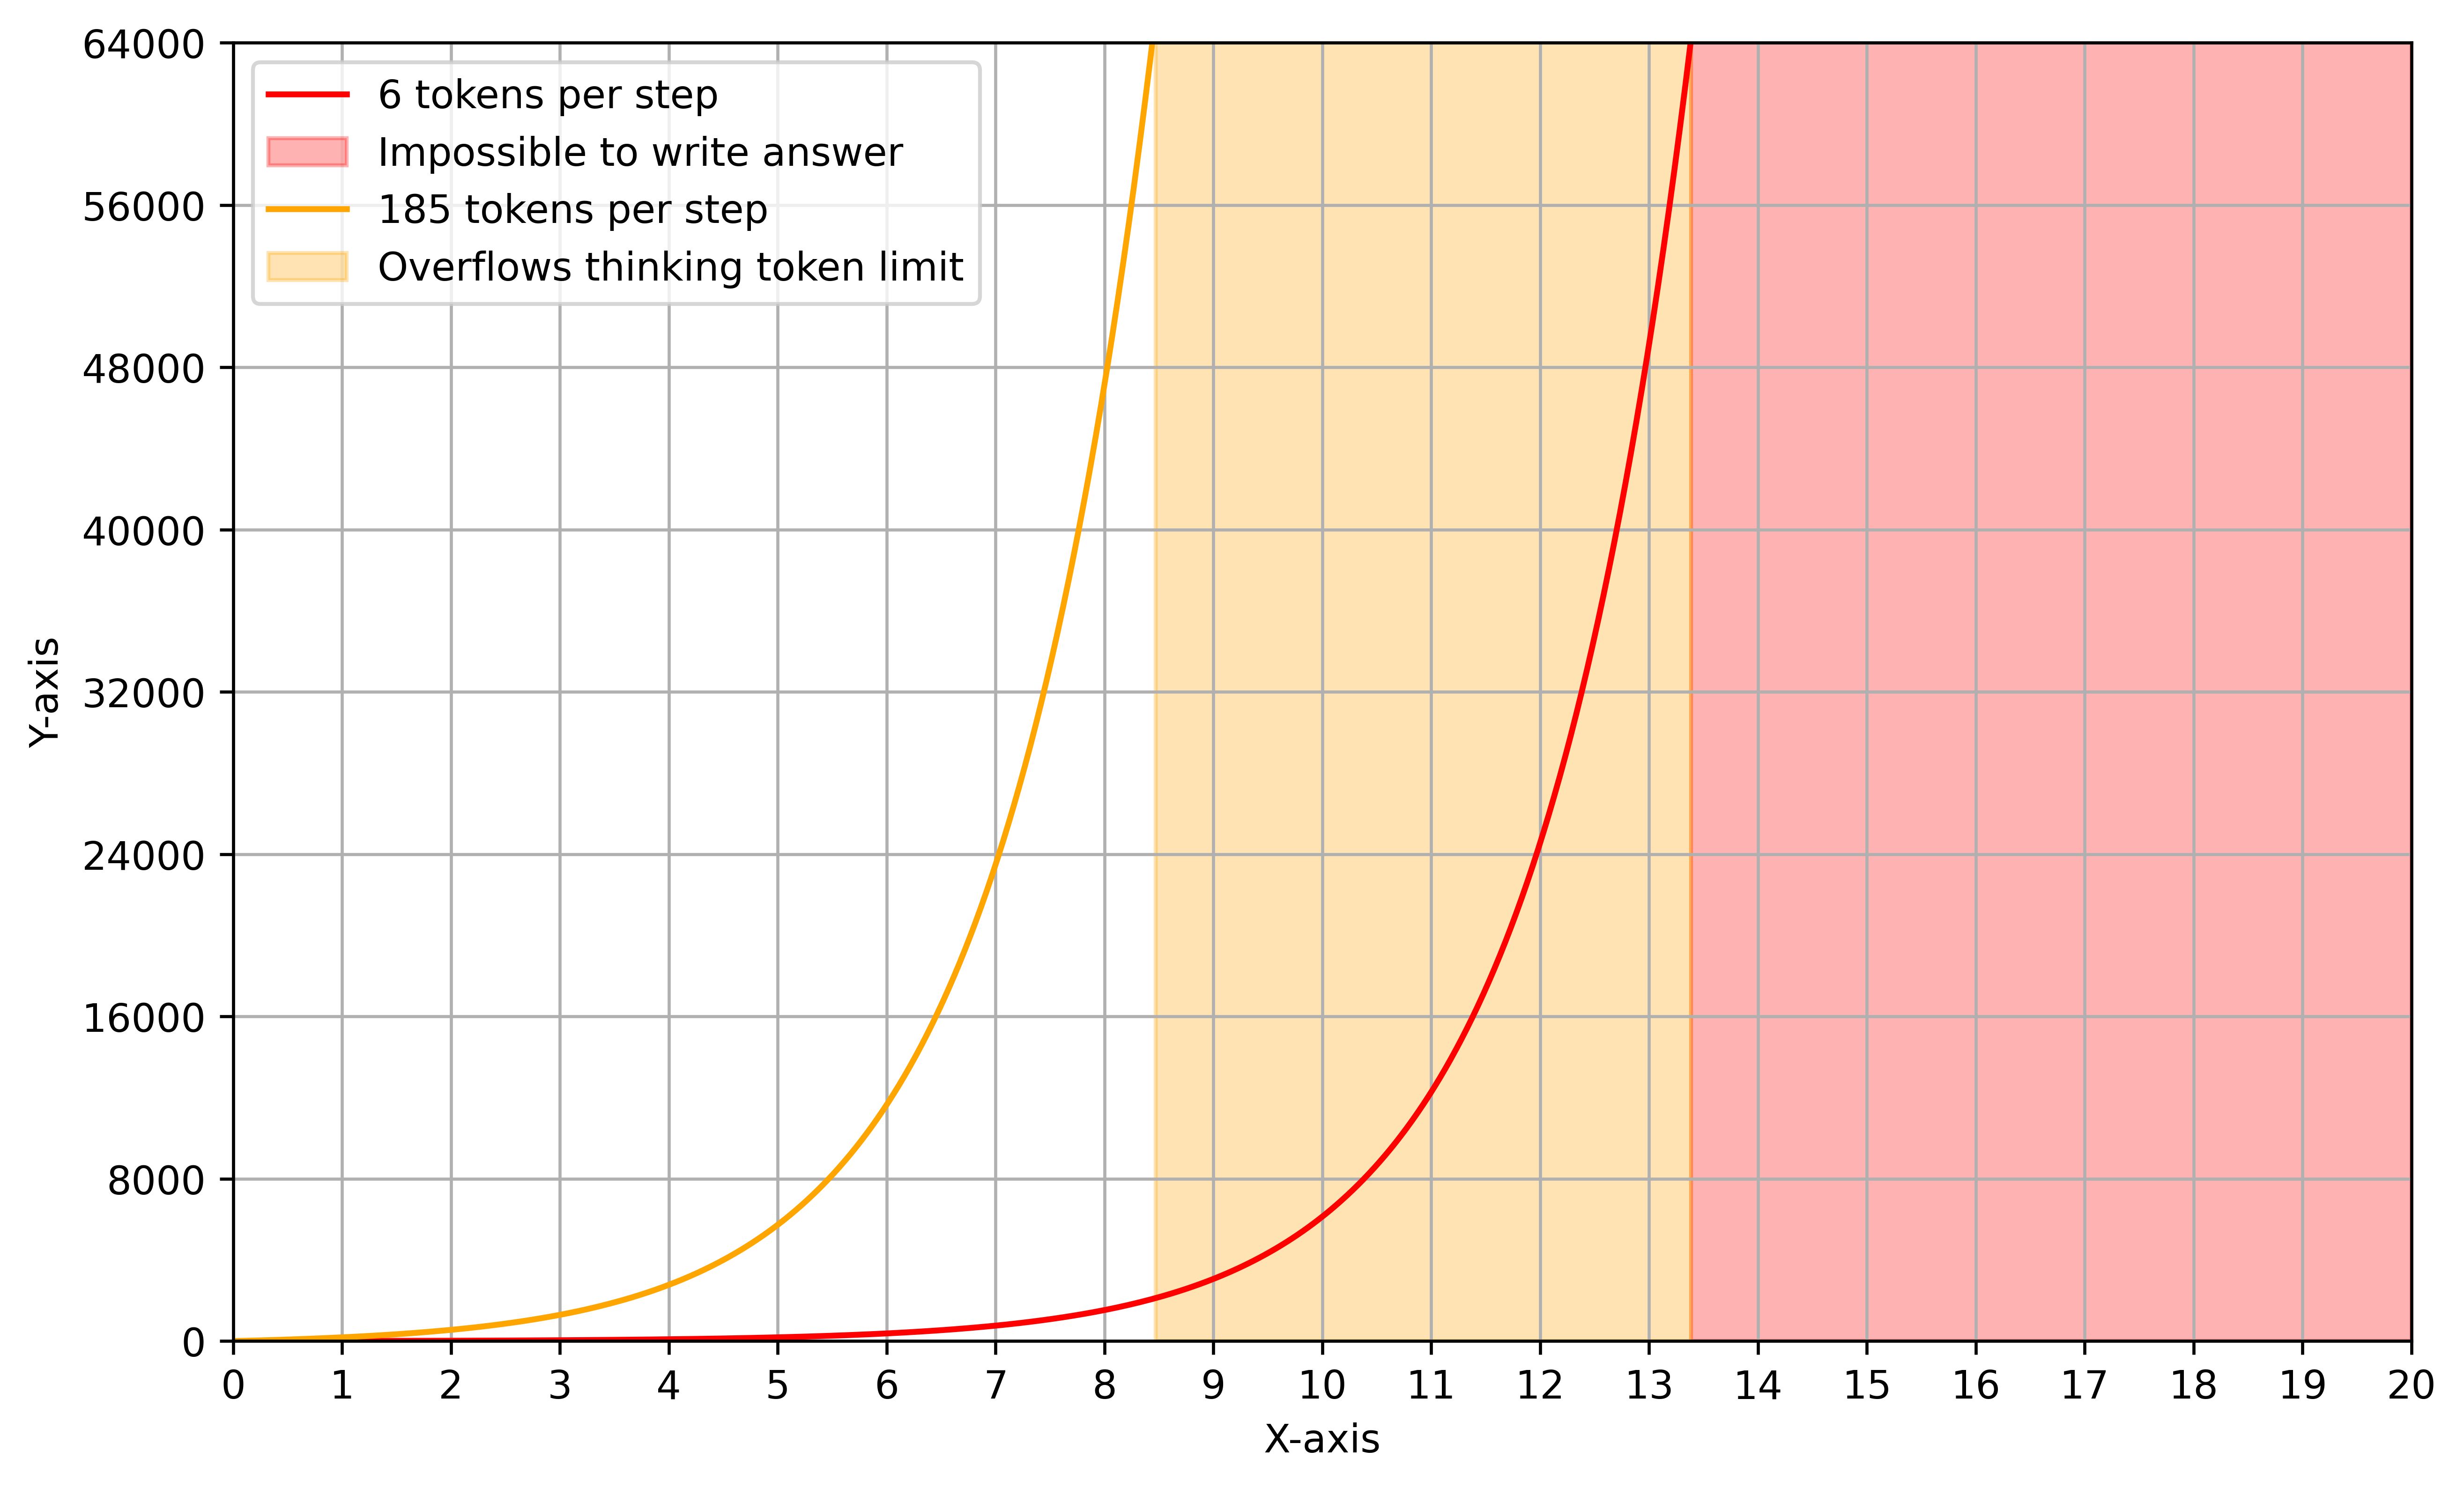 64000
56000
48000
40000
32000
24000
16000
8000
0
Y-axis
6 tokens per step
Impossible to write answer
185 tokens per step
Overflows thinking token limit
0 1 2 3 4 5 6 7 8 9 10 11 12 13 14 15 16 17 18 19 20
X-axis